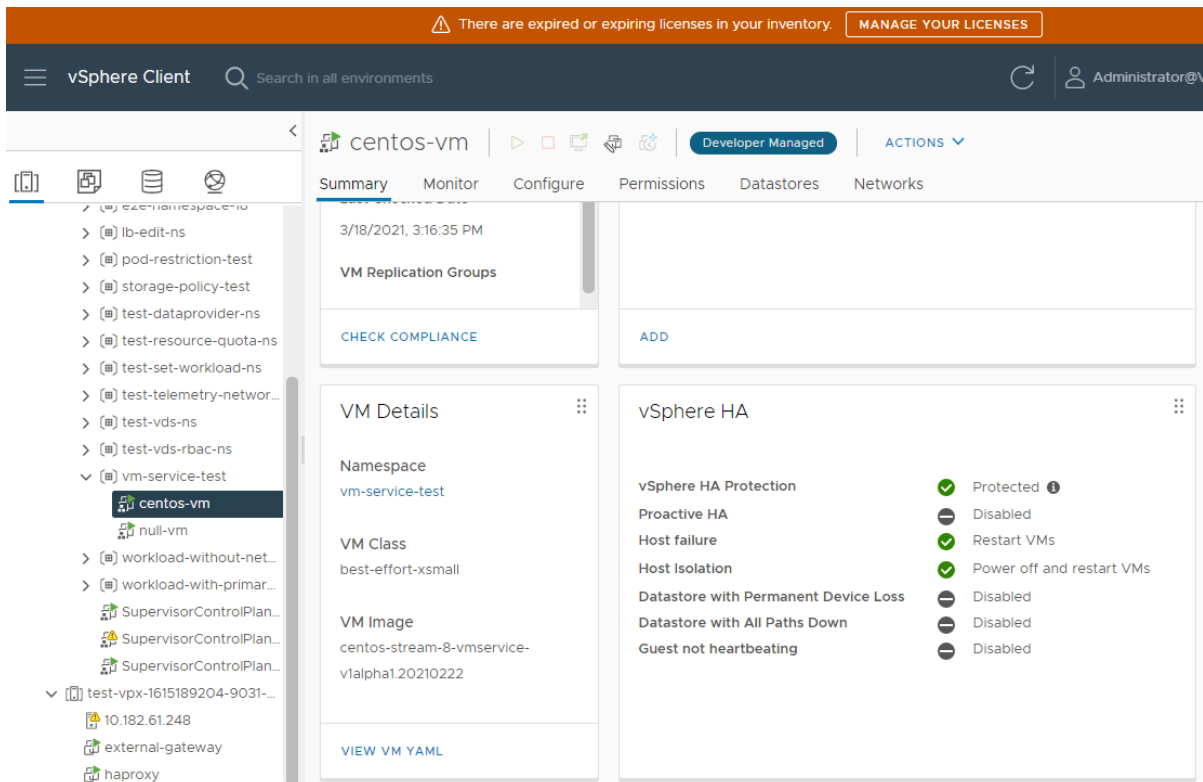 There are expired or expiring licenses in your inventory. MANAGE YOUR LICENSES
vSphere Client Search in all environments Administrator@V
centos-vm Developer Managed ACTIONS
Summary Monitor Configure Permissions Datastores Networks
e2e-namespace-18
lb-edit-ns
pod-restriction-test
storage-policy-test
test-dataprovider-ns
test-resource-quota-ns
test-set-workload-ns
test-telemetry-networ...
test-vds-ns
test-vds-rbac-ns
vm-service-test
centos-vm
null-vm
workload-without-net...
workload-with-primar...
SupervisorControlPlan...
SupervisorControlPlan...
SupervisorControlPlan...
test-vpx-1615189204-9031-...
10.182.61.248
external-gateway
haproxy
Last Checked Date
3/18/2021, 3:16:35 PM
VM Replication Groups
CHECK COMPLIANCE
ADD
VM Details
Namespace
vm-service-test
VM Class
best-effort-xsmall
VM Image
centos-stream-8-vmservice-
v1alpha1.20210222
VIEW VM YAML
vSphere HA
vSphere HA Protection Protected
Proactive HA Disabled
Host failure Restart VMs
Host Isolation Power off and restart VMs
Datastore with Permanent Device Loss Disabled
Datastore with All Paths Down Disabled
Guest not heartbeating Disabled